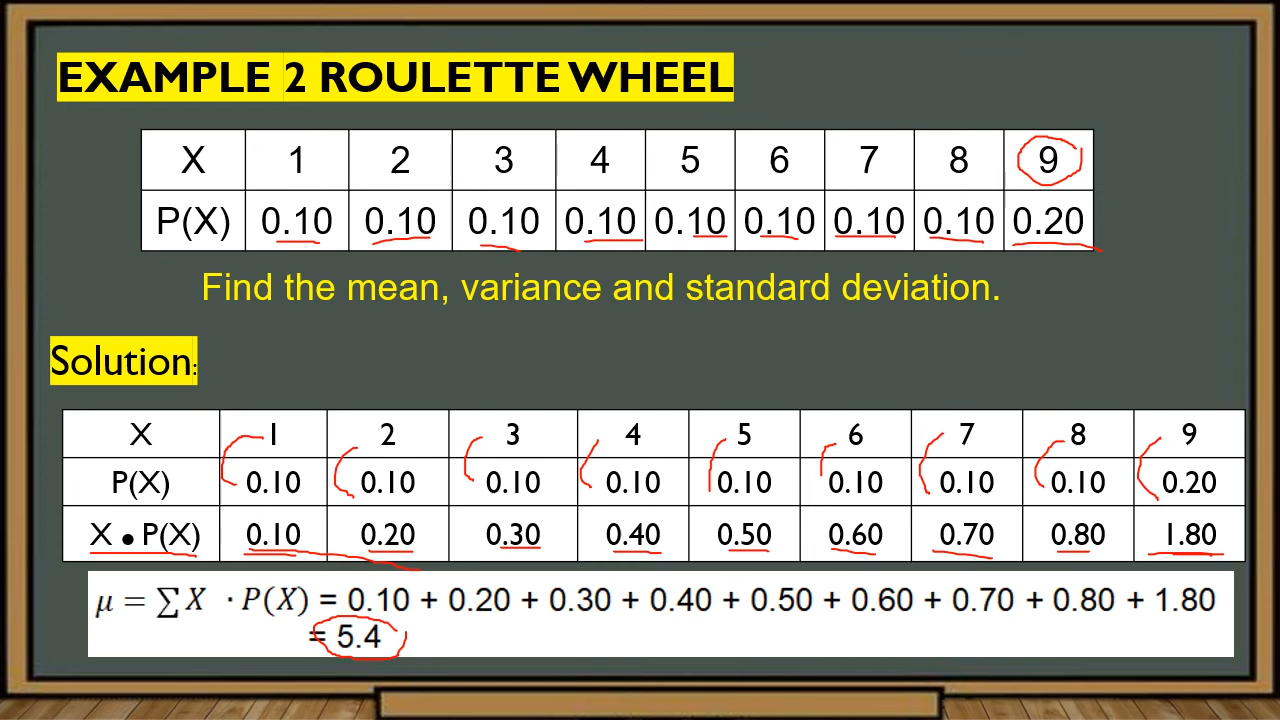 EXAMPLE 2 ROULETTE WHEEL
X 1 2 3 4 5 6 7 8 9
P(X) 0.10 0.10 0.10 0.10 0.10 0.10 0.10 0.10 0.20
Find the mean, variance and standard deviation.
Solution:
X 1 2 3 4 5 6 7 8 9
P(X) 0.10 0.10 0.10 0.10 0.10 0.10 0.10 0.10 0.20
X • P(X) 0.10 0.20 0.30 0.40 0.50 0.60 0.70 0.80 1.80
μ = ∑X · P(X) = 0.10 + 0.20 + 0.30 + 0.40 + 0.50 + 0.60 + 0.70 + 0.80 + 1.80
= 5.4